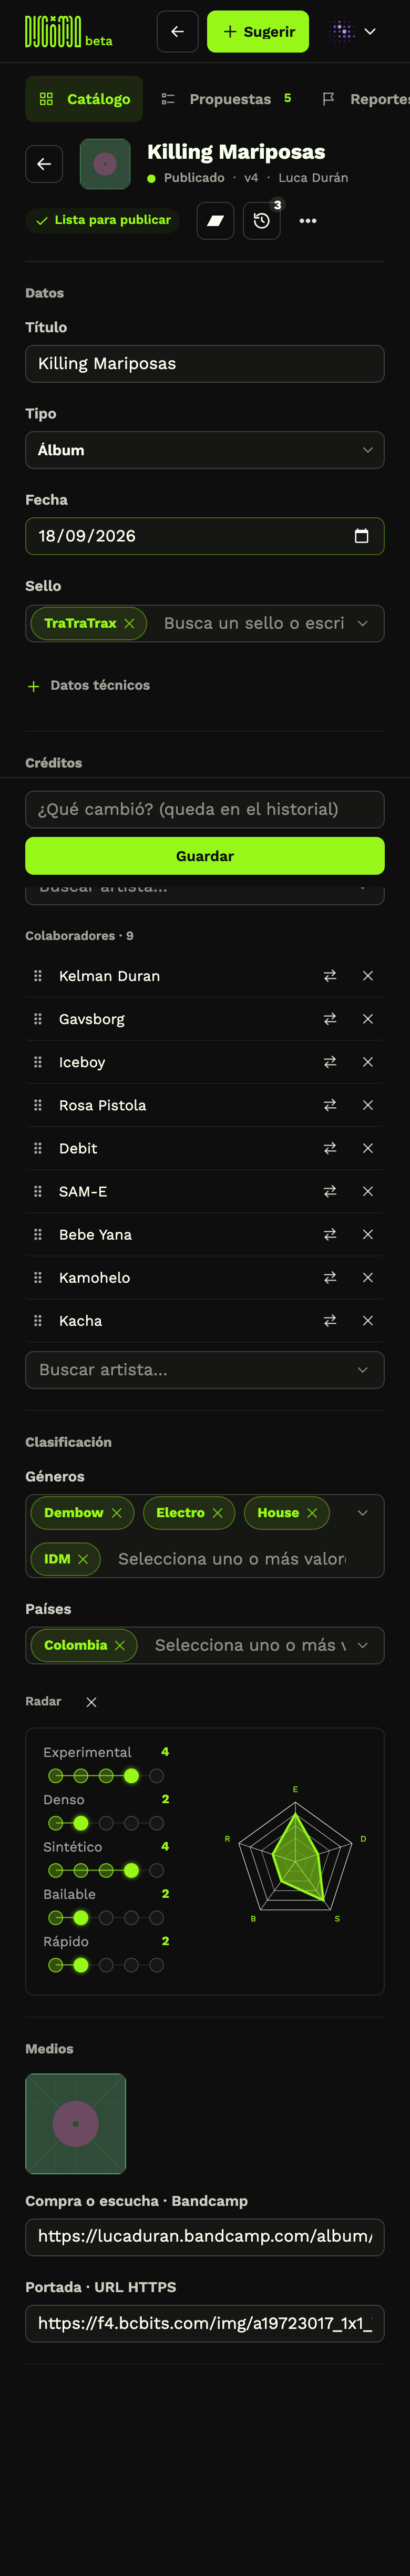 beta
Sugerir
Catálogo
Propuestas 5
Reportes
Killing Mariposas
Publicado · v4 · Luca Durán
Lista para publicar
3
Datos
Título
Killing Mariposas
Tipo
Álbum
Fecha
18/09/2026
Sello
TraTraTrax Busca un sello o escri
Datos técnicos
Créditos
¿Qué cambió? (queda en el historial)
Guardar
Buscar artista...
Colaboradores · 9
Kelman Duran
Gavsborg
Iceboy
Rosa Pistola
Debit
SAM-E
Bebe Yana
Kamohelo
Kacha
Buscar artista...
Clasificación
Géneros
Dembow Electro House
IDM Selecciona uno o más valor
Países
Colombia Selecciona uno o más v
Radar
Experimental 4
Denso 2
Sintético 4
Bailable 2
Rápido 2
E
R D
B S
Medios
Compra o escucha · Bandcamp
https://lucaduran.bandcamp.com/album/
Portada · URL HTTPS
https://f4.bcbits.com/img/a19723017_1x1_